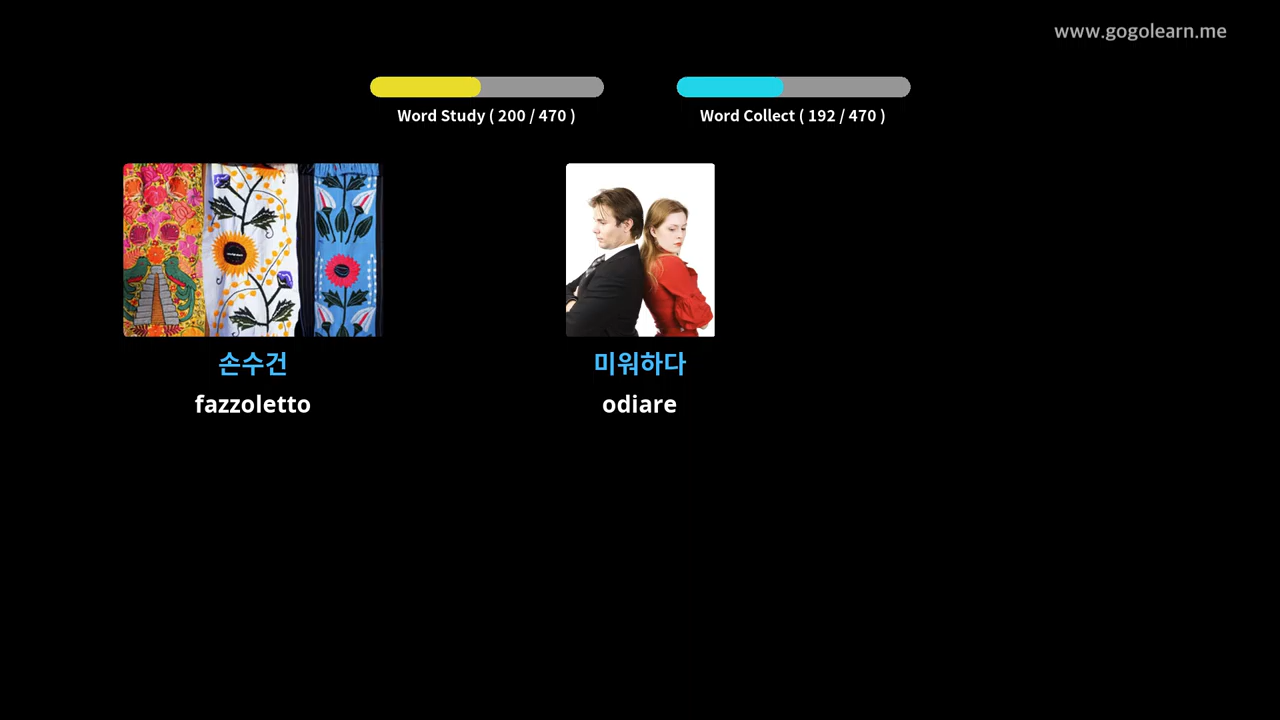 www.gogolearn.me
Word Study ( 200 / 470 )
Word Collect ( 192 / 470 )
손수건
fazzoletto
미워하다
odiare